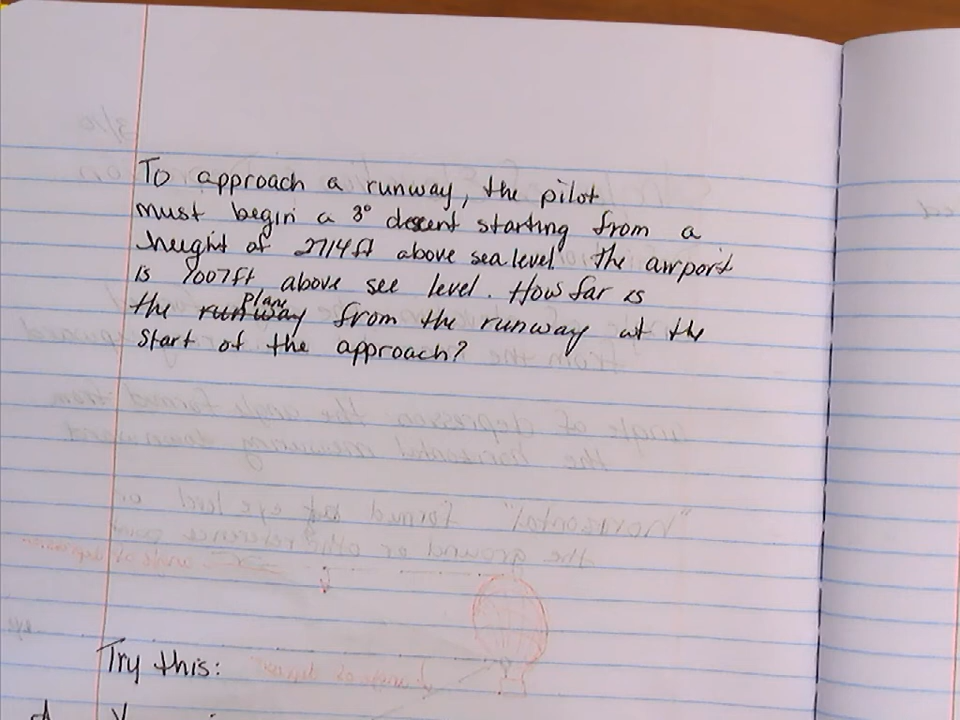 To approach a runway, the pilot
must begin a 3° descent starting from a
height of 2714ft above sea level. The airport
is 1007ft above see level. How far is
the runway plane from the runway at the
start of the approach?
Try this: